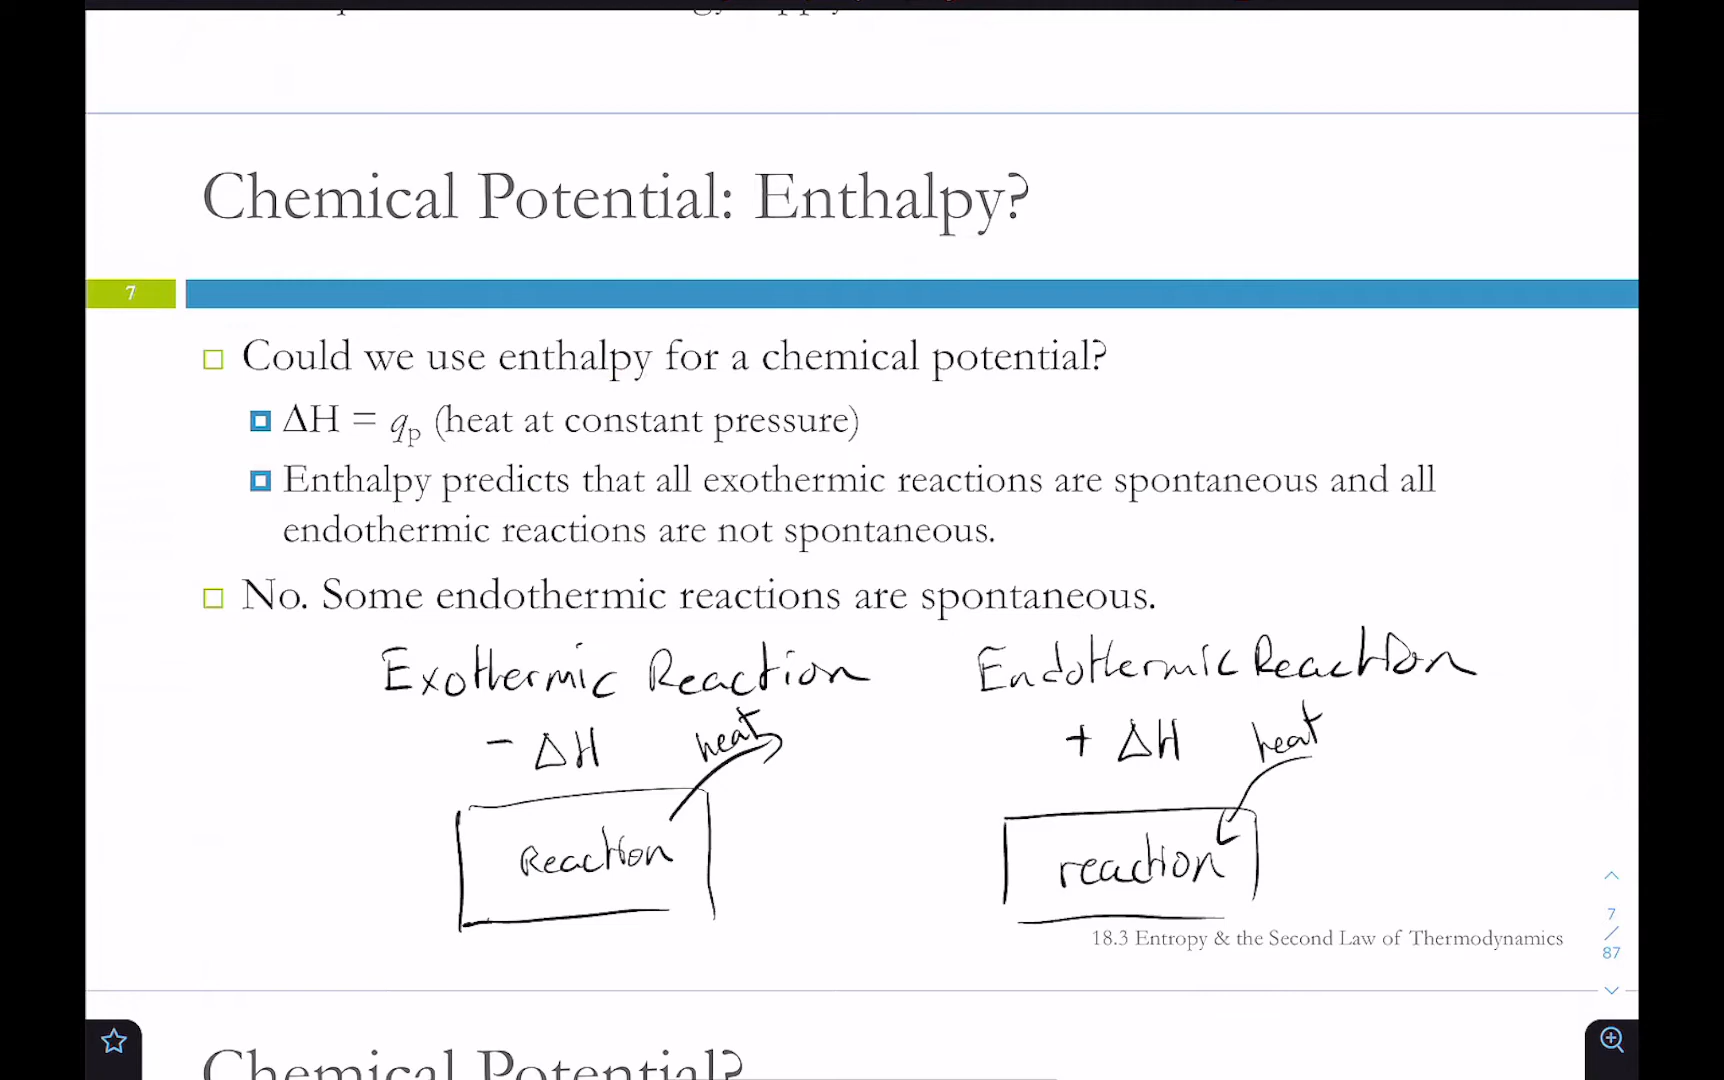 Chemical Potential: Enthalpy?
7
Could we use enthalpy for a chemical potential?
ΔH = qp (heat at constant pressure)
Enthalpy predicts that all exothermic reactions are spontaneous and all
endothermic reactions are not spontaneous.
No. Some endothermic reactions are spontaneous.
Exothermic Reaction
Endothermic Reaction
- ΔH heat
+ ΔH heat
Reaction
reaction
18.3 Entropy & the Second Law of Thermodynamics
7
/
87
Chemical Potential?